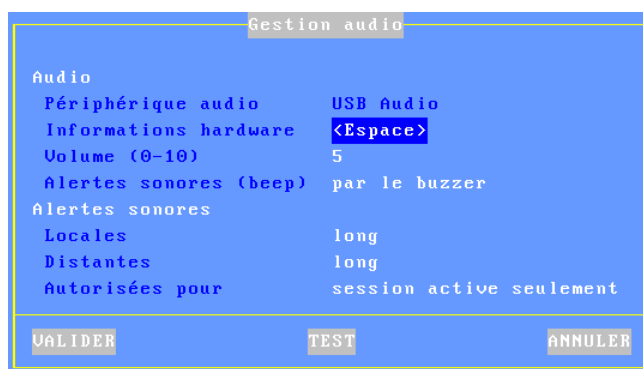 Gestion audio
Audio
Périphérique audio USB Audio
Informations hardware <Espace>
Volume (0-10) 5
Alertes sonores (beep) par le buzzer
Alertes sonores
Locales long
Distantes long
Autorisées pour session active seulement
VALIDER TEST ANNULER